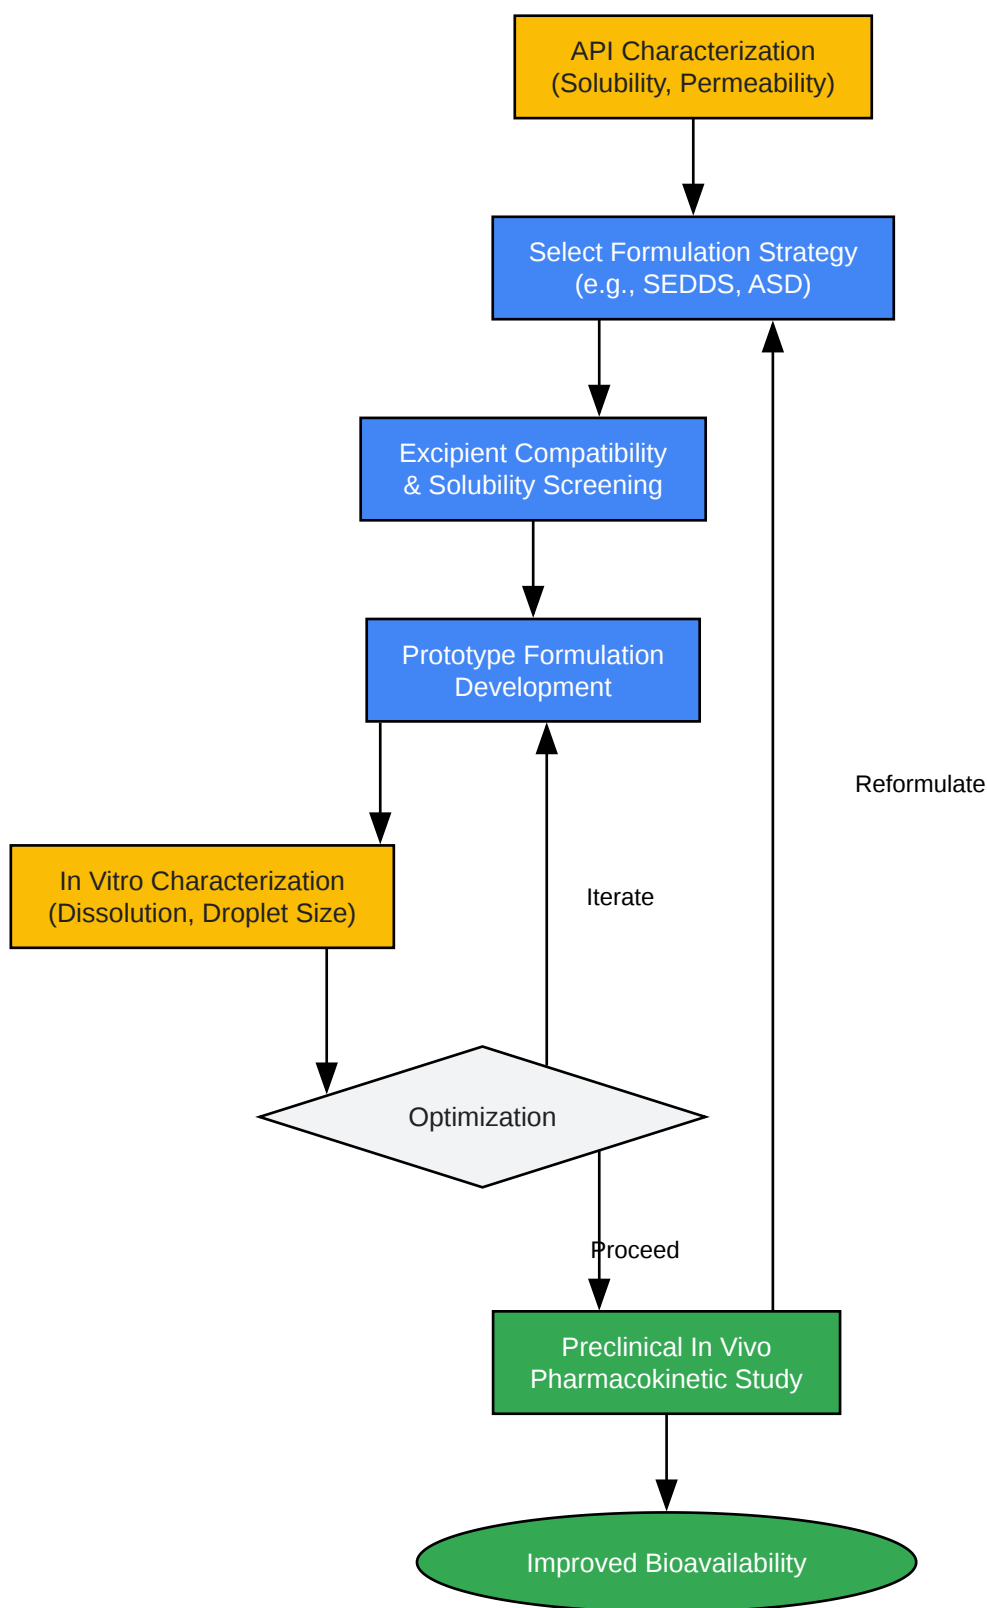 API Characterization
(Solubility, Permeability)
Select Formulation Strategy
(e.g., SEDDS, ASD)
Excipient Compatibility
& Solubility Screening
Prototype Formulation
Development
Reformulate
In Vitro Characterization
(Dissolution, Droplet Size)
Iterate
Optimization
Proceed
Preclinical In Vivo
Pharmacokinetic Study
Improved Bioavailability